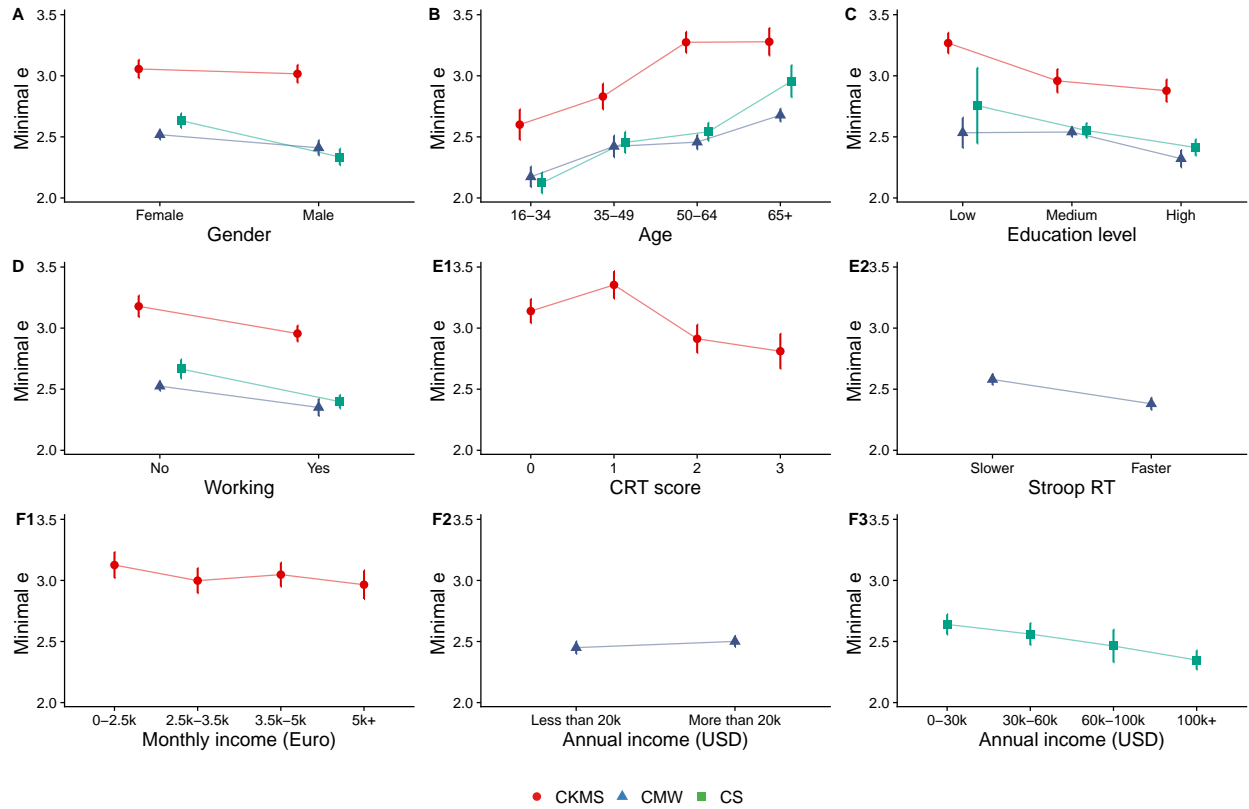 A
3.5
3.0
2.5
2.0
Minimal e
Female
Male
Gender
B
3.5
3.0
2.5
2.0
Minimal e
16–34
35–49
50–64
65+
Age
C
3.5
3.0
2.5
2.0
Minimal e
Low
Medium
High
Education level
D
3.5
3.0
2.5
2.0
Minimal e
No
Yes
Working
E1
3.5
3.0
2.5
2.0
Minimal e
0
1
2
3
CRT score
E2
3.5
3.0
2.5
2.0
Minimal e
Slower
Faster
Stroop RT
F1
3.5
3.0
2.5
2.0
Minimal e
0–2.5k
2.5k–3.5k
3.5k–5k
5k+
Monthly income (Euro)
F2
3.5
3.0
2.5
2.0
Minimal e
Less than 20k
More than 20k
Annual income (USD)
F3
3.5
3.0
2.5
2.0
Minimal e
0–30k
30k–60k
60k–100k
100k+
Annual income (USD)
CKMS
CMW
CS